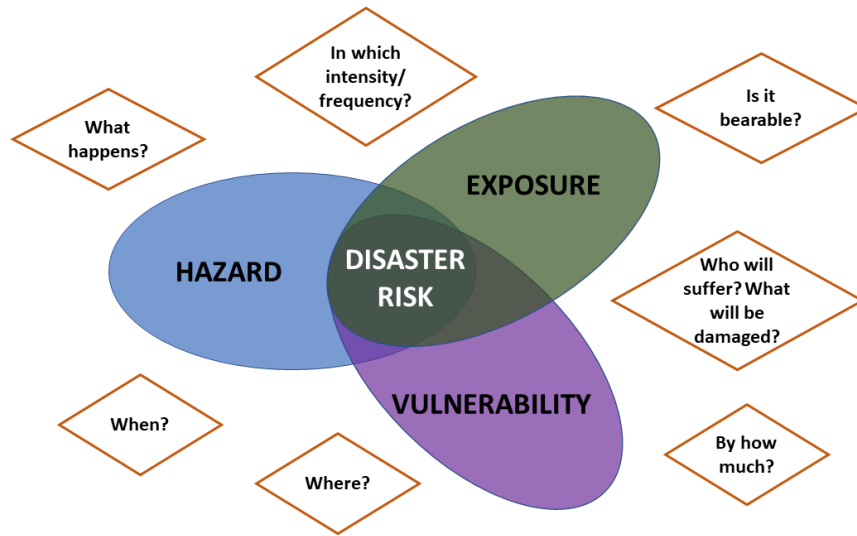 In which
intensity/
frequency?
Is it
bearable?
What
happens?
EXPOSURE
HAZARD
DISASTER
RISK
Who will
suffer? What
will be
damaged?
VULNERABILITY
When?
By how
much?
Where?